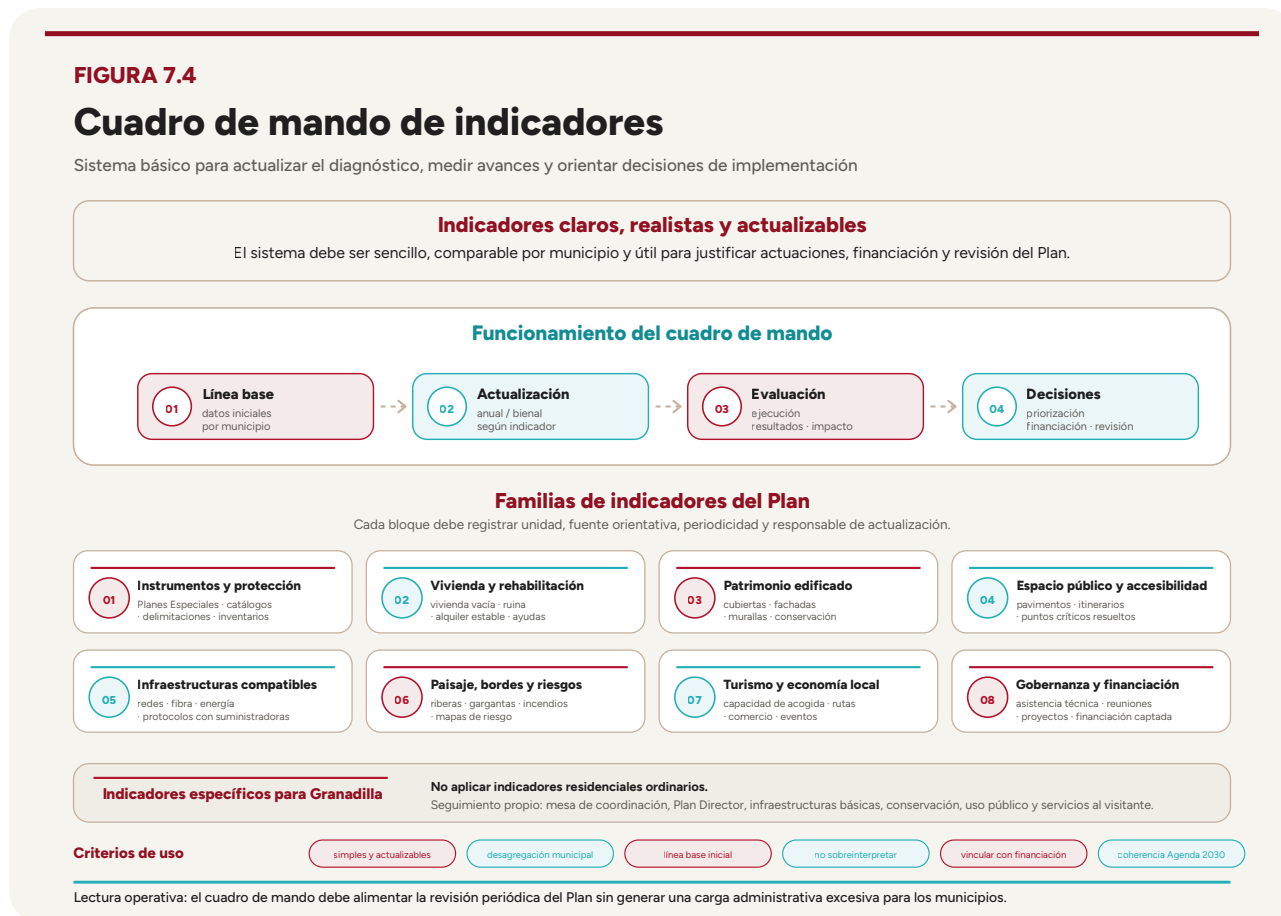 FIGURA 7.4
Cuadro de mando de indicadores
Sistema básico para actualizar el diagnóstico, medir avances y orientar decisiones de implementación
Indicadores claros, realistas y actualizables
El sistema debe ser sencillo, comparable por municipio y útil para justificar actuaciones, financiación y revisión del Plan.
Funcionamiento del cuadro de mando
01
Línea base
datos iniciales
por municipio
02
Actualización
anual / bienal
según indicador
03
Evaluación
ejecución
resultados · impacto
04
Decisiones
priorización
financiación · revisión
Familias de indicadores del Plan
Cada bloque debe registrar unidad, fuente orientativa, periodicidad y responsable de actualización.
01
Instrumentos y protección
Planes Especiales · catálogos
· delimitaciones · inventarios
02
Vivienda y rehabilitación
vivienda vacía · ruina
· alquiler estable · ayudas
03
Patrimonio edificado
cubiertas · fachadas
· murallas · conservación
04
Espacio público y accesibilidad
pavimentos · itinerarios
· puntos críticos resueltos
05
Infraestructuras compatibles
redes · fibra · energía
· protocolos con suministradoras
06
Paisaje, bordes y riesgos
riberas · gargantas · incendios
· mapas de riesgo
07
Turismo y economía local
capacidad de acogida · rutas
· comercio · eventos
08
Gobernanza y financiación
asistencia técnica · reuniones
· proyectos · financiación captada
Indicadores específicos para Granadilla
No aplicar indicadores residenciales ordinarios.
Seguimiento propio: mesa de coordinación, Plan Director, infraestructuras básicas, conservación, uso público y servicios al visitante.
Criterios de uso
simples y actualizables
desagregación municipal
línea base inicial
no sobreinterpretar
vincular con financiación
coherencia Agenda 2030
Lectura operativa: el cuadro de mando debe alimentar la revisión periódica del Plan sin generar una carga administrativa excesiva para los municipios.